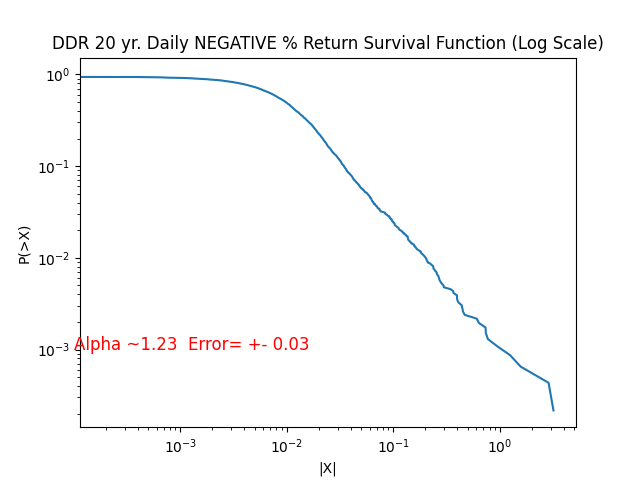 DDR 20 yr. Daily NEGATIVE % Return Survival Function (Log Scale)
10⁰
10⁻¹
P(>X)
10⁻²
10⁻³
Alpha ~1.23  Error= +- 0.03
10⁻³ 10⁻² 10⁻¹ 10⁰
|X|